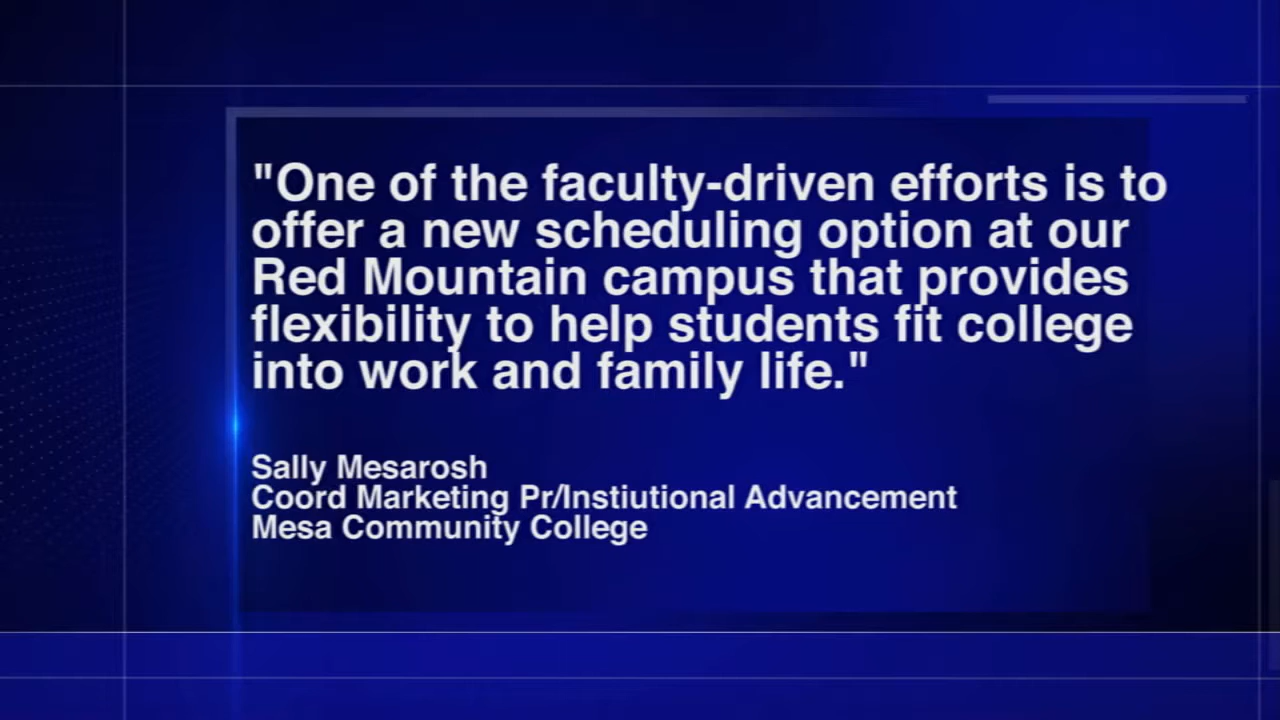 "One of the faculty-driven efforts is to
offer a new scheduling option at our
Red Mountain campus that provides
flexibility to help students fit college
into work and family life."
Sally Mesarosh
Coord Marketing Pr/Instiutional Advancement
Mesa Community College